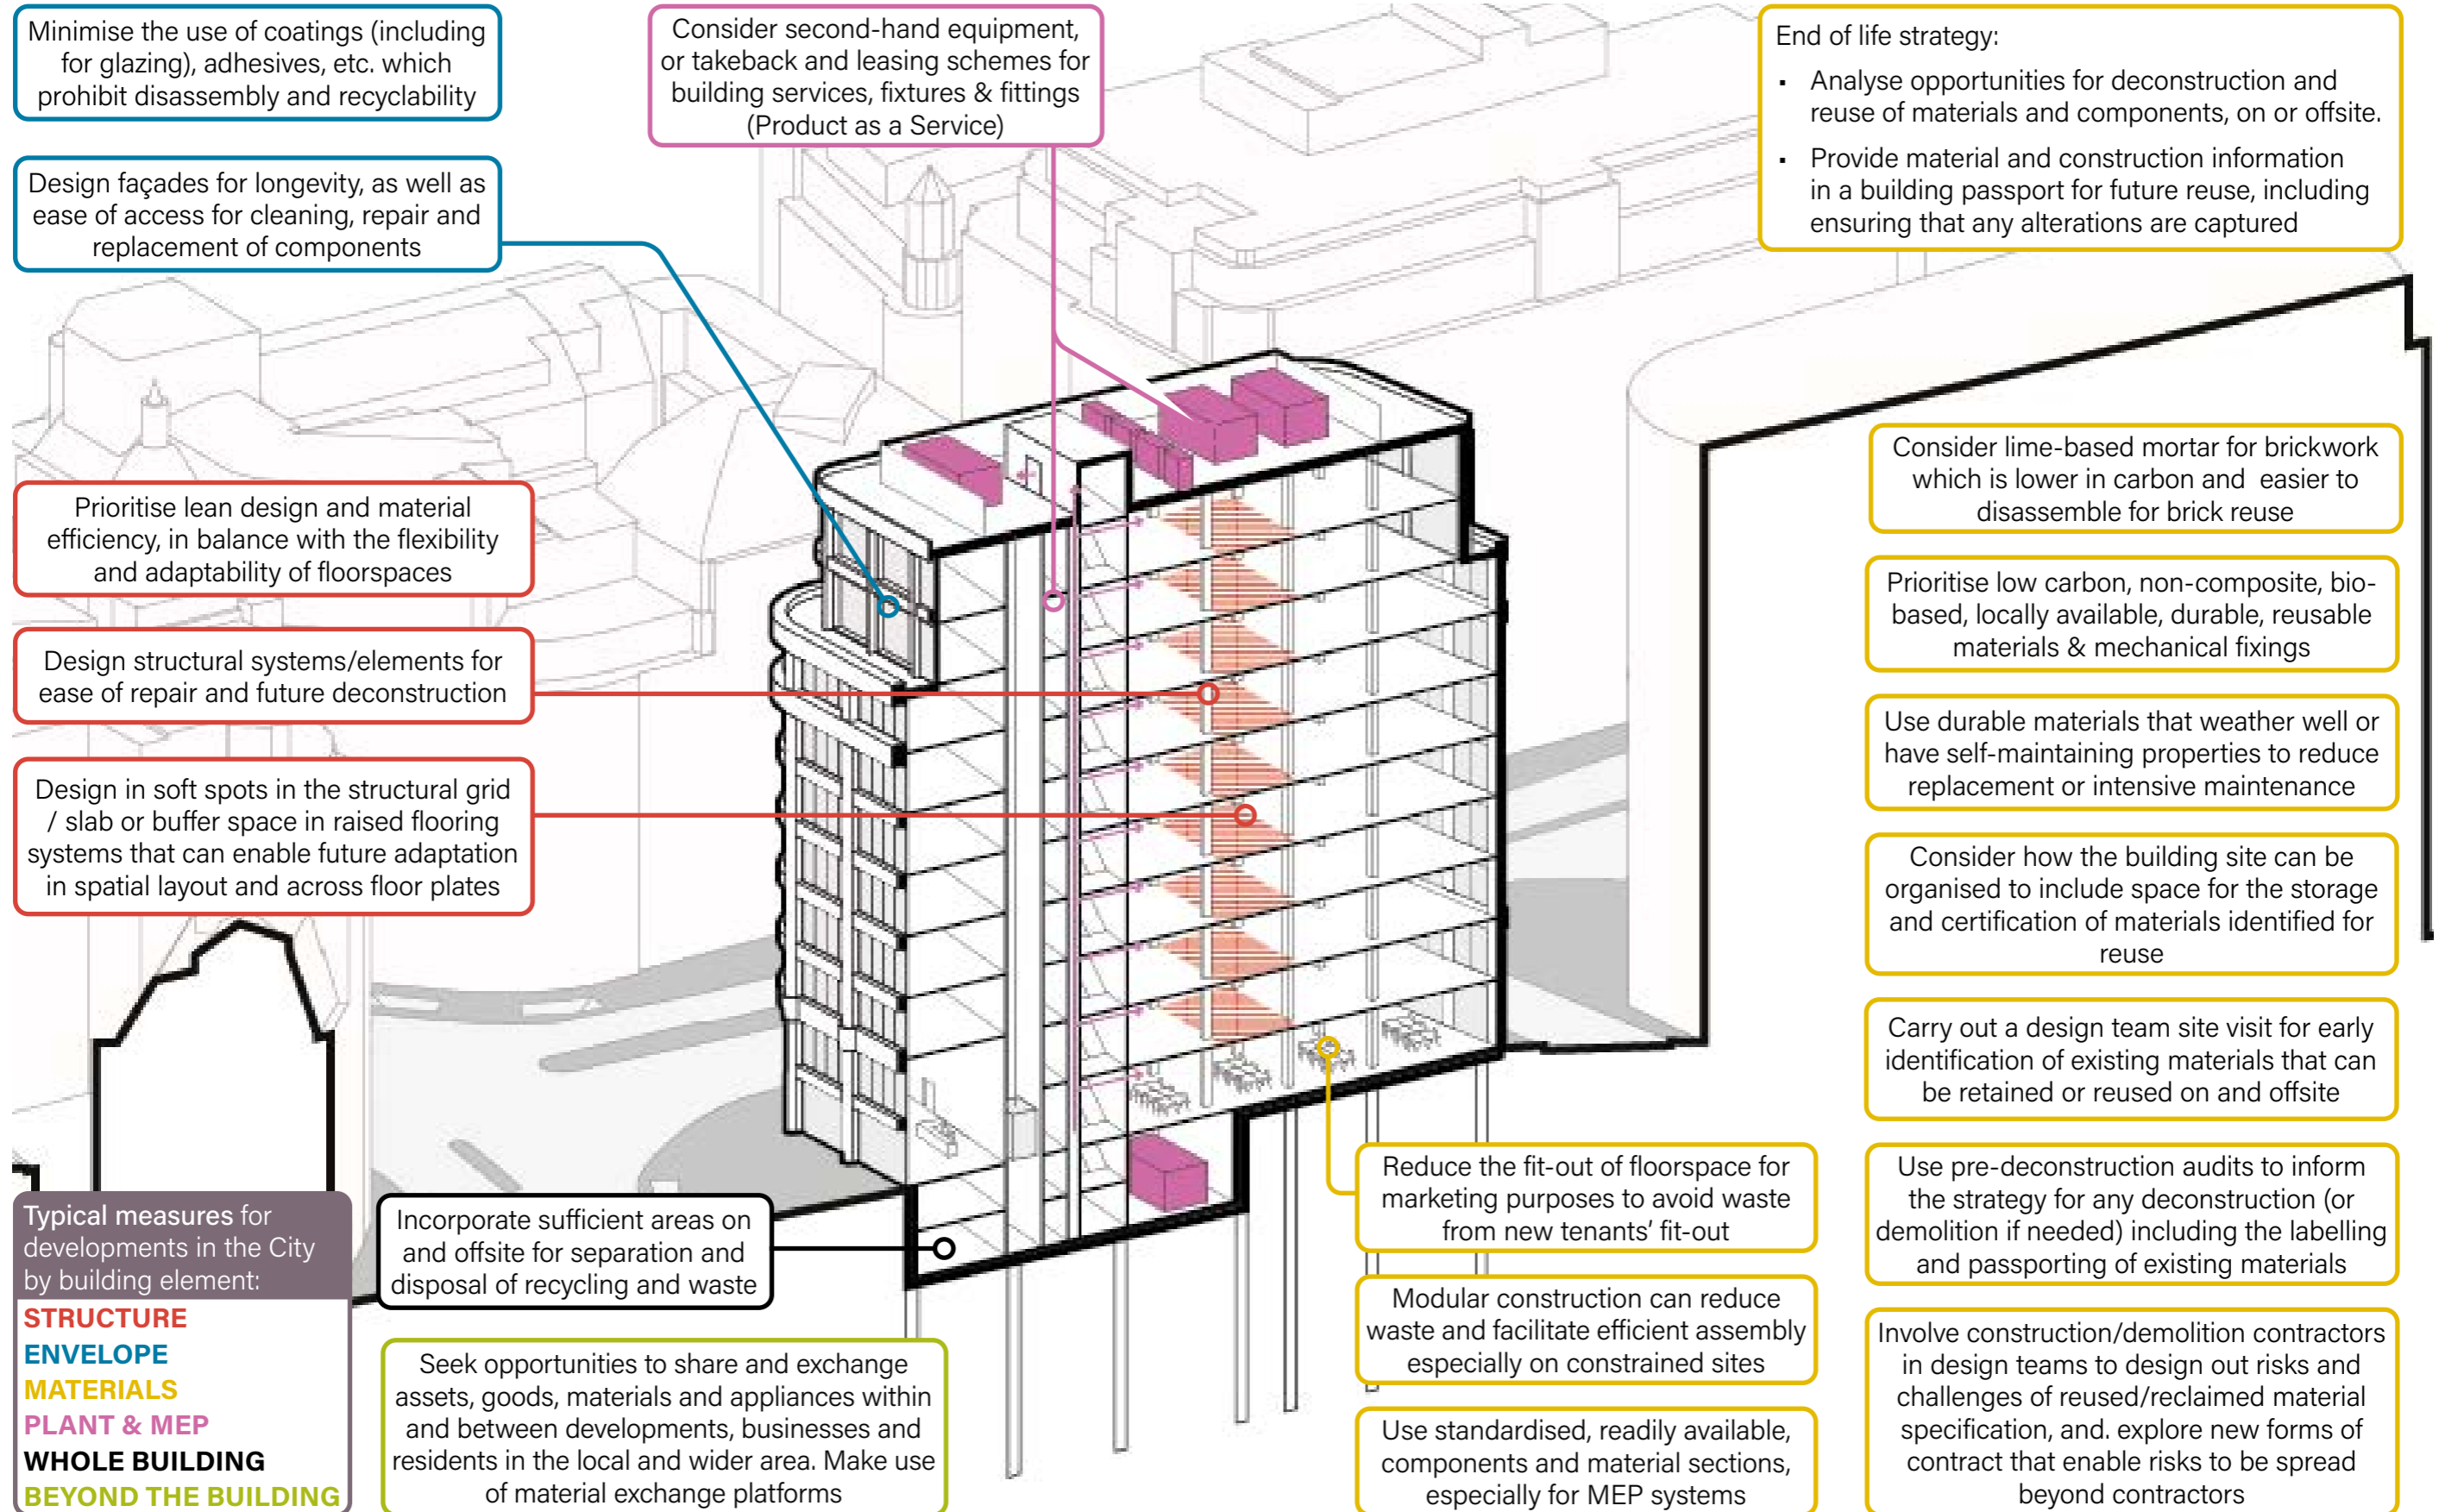 Minimise the use of coatings (including
for glazing), adhesives, etc. which
prohibit disassembly and recyclability
Design façades for longevity, as well as
ease of access for cleaning, repair and
replacement of components
Consider second-hand equipment,
or takeback and leasing schemes for
building services, fixtures & fittings
(Product as a Service)
End of life strategy:
▪ Analyse opportunities for deconstruction and
reuse of materials and components, on or offsite.
▪ Provide material and construction information
in a building passport for future reuse, including
ensuring that any alterations are captured
Prioritise lean design and material
efficiency, in balance with the flexibility
and adaptability of floorspaces
Design structural systems/elements for
ease of repair and future deconstruction
Design in soft spots in the structural grid
/ slab or buffer space in raised flooring
systems that can enable future adaptation
in spatial layout and across floor plates
Consider lime-based mortar for brickwork
which is lower in carbon and easier to
disassemble for brick reuse
Prioritise low carbon, non-composite, bio-
based, locally available, durable, reusable
materials & mechanical fixings
Use durable materials that weather well or
have self-maintaining properties to reduce
replacement or intensive maintenance
Consider how the building site can be
organised to include space for the storage
and certification of materials identified for
reuse
Carry out a design team site visit for early
identification of existing materials that can
be retained or reused on and offsite
Use pre-deconstruction audits to inform
the strategy for any deconstruction (or
demolition if needed) including the labelling
and passporting of existing materials
Involve construction/demolition contractors
in design teams to design out risks and
challenges of reused/reclaimed material
specification, and. explore new forms of
contract that enable risks to be spread
beyond contractors
Reduce the fit-out of floorspace for
marketing purposes to avoid waste
from new tenants' fit-out
Modular construction can reduce
waste and facilitate efficient assembly
especially on constrained sites
Use standardised, readily available,
components and material sections,
especially for MEP systems
Incorporate sufficient areas on
and offsite for separation and
disposal of recycling and waste
Seek opportunities to share and exchange
assets, goods, materials and appliances within
and between developments, businesses and
residents in the local and wider area. Make use
of material exchange platforms
Typical measures for
developments in the City
by building element:
STRUCTURE
ENVELOPE
MATERIALS
PLANT & MEP
WHOLE BUILDING
BEYOND THE BUILDING